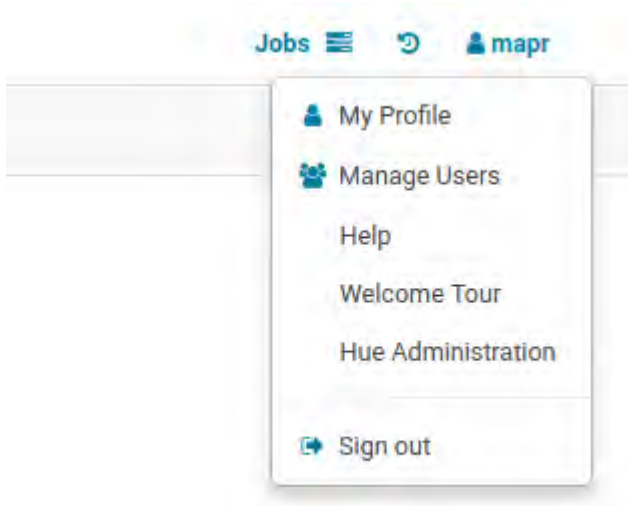 Jobs mapr
My Profile
Manage Users
Help
Welcome Tour
Hue Administration
Sign out